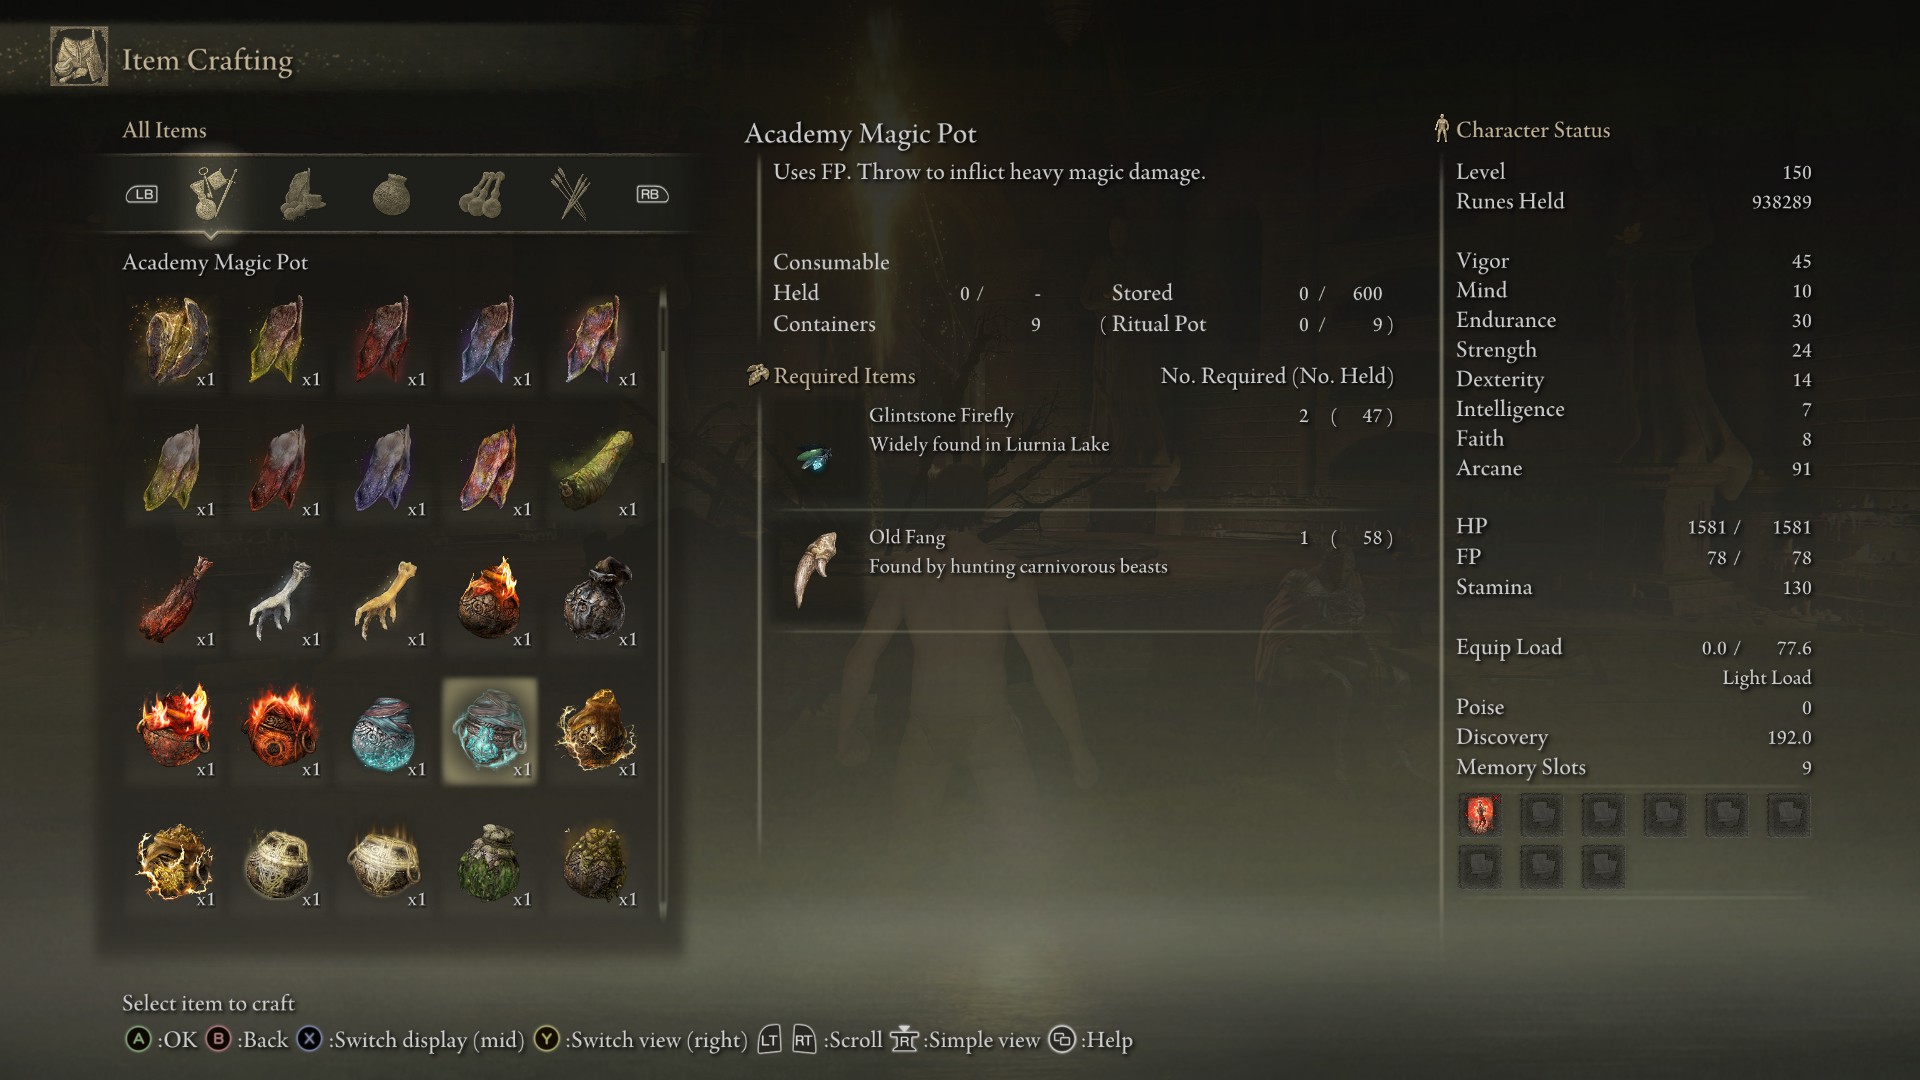 Item Crafting
All Items
LB
RB
Academy Magic Pot
x1 x1 x1 x1 x1
x1 x1 x1 x1 x1
x1 x1 x1 x1 x1
x1 x1 x1 x1 x1
x1 x1 x1 x1 x1
Academy Magic Pot
Uses FP. Throw to inflict heavy magic damage.
Consumable
Held 0 / - Stored 0 / 600
Containers 9 ( Ritual Pot 0 / 9 )
Required Items No. Required (No. Held)
Glintstone Firefly 2 ( 47 )
Widely found in Liurnia Lake
Old Fang 1 ( 58 )
Found by hunting carnivorous beasts
Character Status
Level 150
Runes Held 938289
Vigor 45
Mind 10
Endurance 30
Strength 24
Dexterity 14
Intelligence 7
Faith 8
Arcane 91
HP 1581 / 1581
FP 78 / 78
Stamina 130
Equip Load 0.0 / 77.6
Light Load
Poise 0
Discovery 192.0
Memory Slots 9
Select item to craft
A :OK B :Back X :Switch display (mid) Y :Switch view (right) LT RT :Scroll R :Simple view :Help